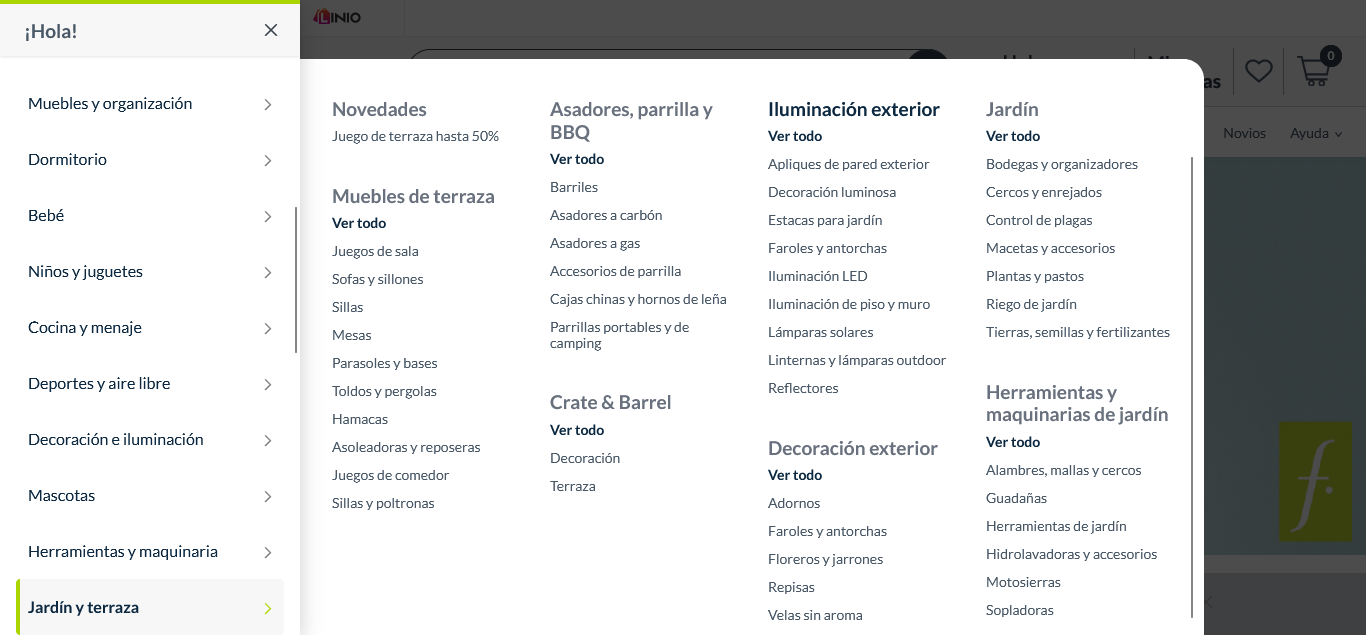 ¡Hola!
Muebles y organización
Dormitorio
Bebé
Niños y juguetes
Cocina y menaje
Deportes y aire libre
Decoración e iluminación
Mascotas
Herramientas y maquinaria
Jardín y terraza
LINIO
0
Novios
Ayuda
Novedades
Juego de terraza hasta 50%
Muebles de terraza
Ver todo
Juegos de sala
Sofas y sillones
Sillas
Mesas
Parasoles y bases
Toldos y pergolas
Hamacas
Asoleadoras y reposeras
Juegos de comedor
Sillas y poltronas
Asadores, parrilla y
BBQ
Ver todo
Barriles
Asadores a carbón
Asadores a gas
Accesorios de parrilla
Cajas chinas y hornos de leña
Parrillas portables y de
camping
Crate & Barrel
Ver todo
Decoración
Terraza
Iluminación exterior
Ver todo
Apliques de pared exterior
Decoración luminosa
Estacas para jardín
Faroles y antorchas
Iluminación LED
Iluminación de piso y muro
Lámparas solares
Linternas y lámparas outdoor
Reflectores
Decoración exterior
Ver todo
Adornos
Faroles y antorchas
Floreros y jarrones
Repisas
Velas sin aroma
Jardín
Ver todo
Bodegas y organizadores
Cercos y enrejados
Control de plagas
Macetas y accesorios
Plantas y pastos
Riego de jardín
Tierras, semillas y fertilizantes
Herramientas y
maquinarias de jardín
Ver todo
Alambres, mallas y cercos
Guadañas
Herramientas de jardín
Hidrolavadoras y accesorios
Motosierras
Sopladoras
f.